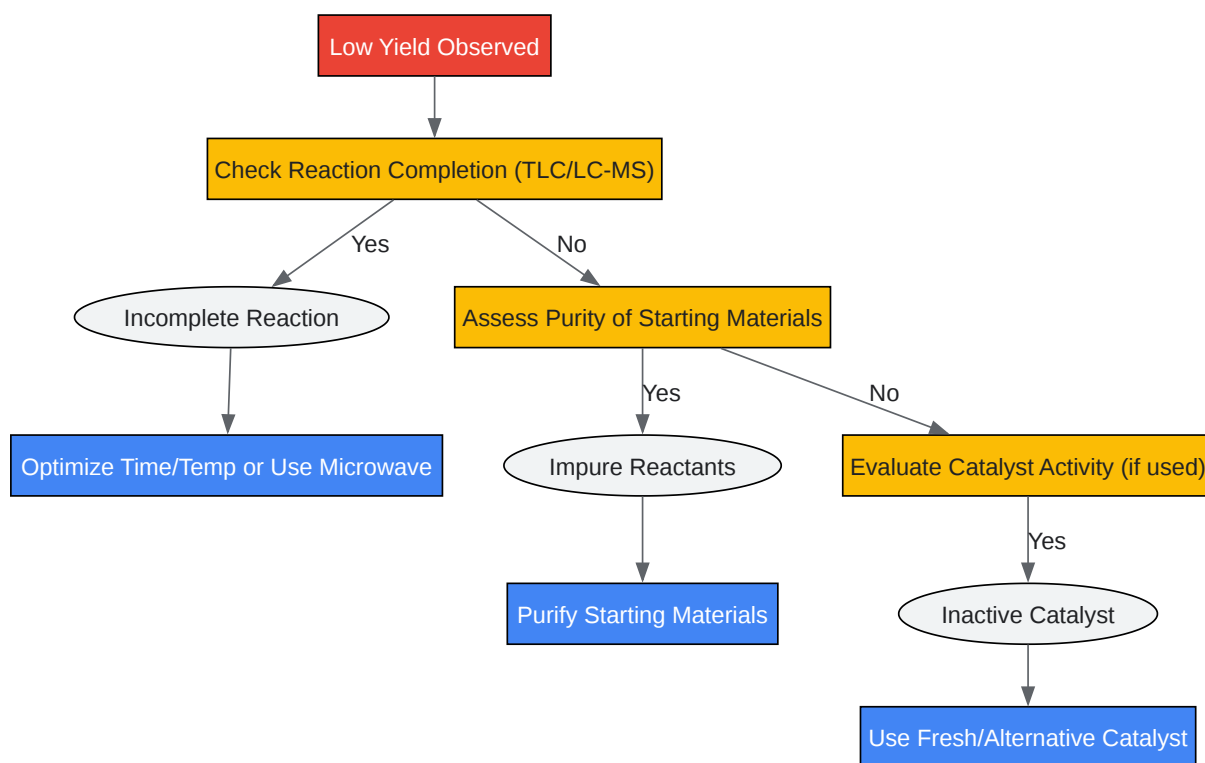 Low Yield Observed
Check Reaction Completion (TLC/LC-MS)
Yes
No
Incomplete Reaction
Assess Purity of Starting Materials
Yes
No
Optimize Time/Temp or Use Microwave
Impure Reactants
Evaluate Catalyst Activity (if used)
Yes
Purify Starting Materials
Inactive Catalyst
Use Fresh/Alternative Catalyst